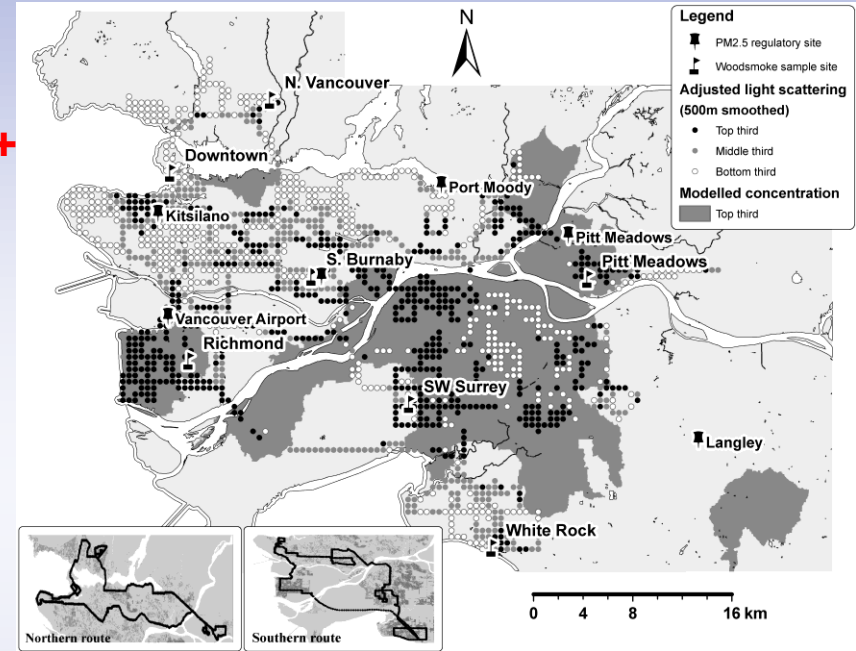 N
Legend
PM2.5 regulatory site
Woodsmoke sample site
Adjusted light scattering
(500m smoothed)
Top third
Middle third
Bottom third
Modelled concentration
Top third
+
N. Vancouver
Downtown
Port Moody
Kitsilano
Pitt Meadows
S. Burnaby
Pitt Meadows
Vancouver Airport
Richmond
SW Surrey
Langley
White Rock
Northern route
Southern route
0 4 8 16 km